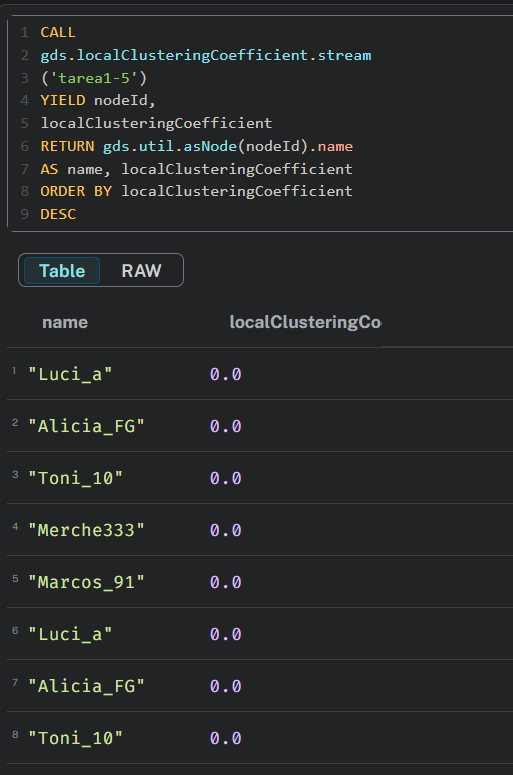 1 CALL
2 gds.localClusteringCoefficient.stream
3 ('tarea1-5')
4 YIELD nodeId,
5 localClusteringCoefficient
6 RETURN gds.util.asNode(nodeId).name
7 AS name, localClusteringCoefficient
8 ORDER BY localClusteringCoefficient
9 DESC
Table RAW
name localClusteringCo
1 "Luci_a" 0.0
2 "Alicia_FG" 0.0
3 "Toni_10" 0.0
4 "Merche333" 0.0
5 "Marcos_91" 0.0
6 "Luci_a" 0.0
7 "Alicia_FG" 0.0
8 "Toni_10" 0.0